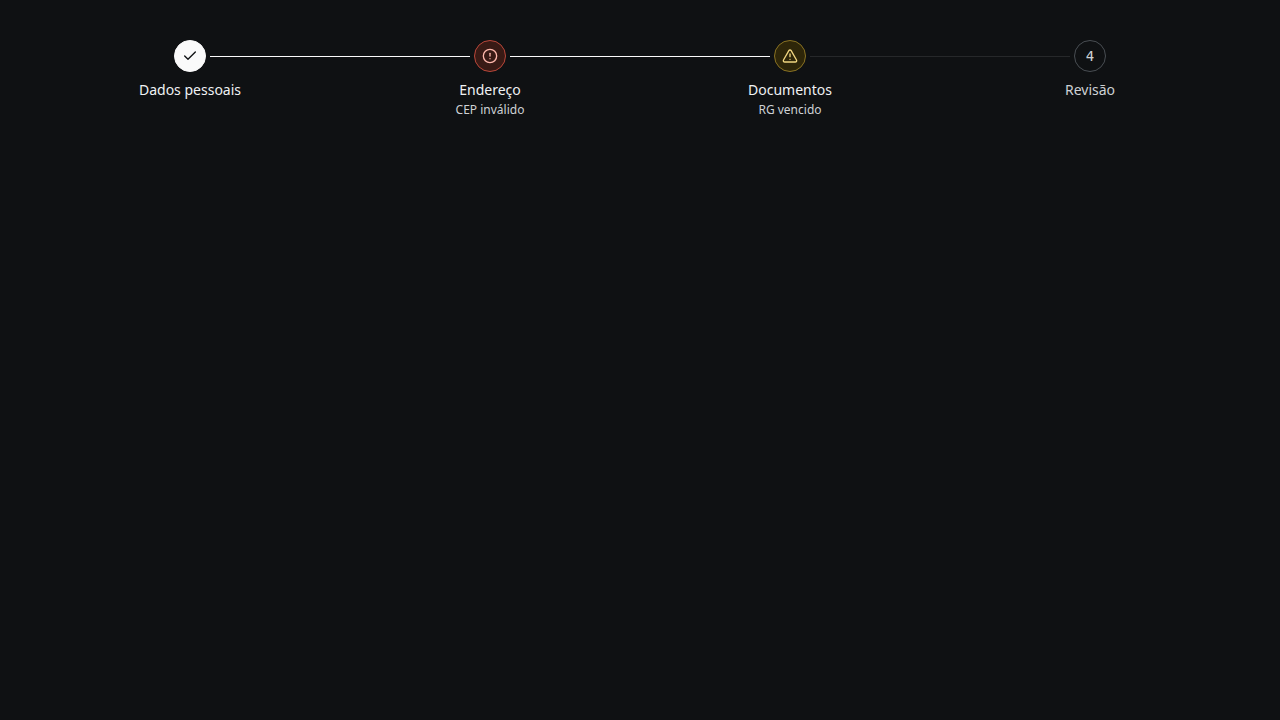 Dados pessoais
Endereço
CEP inválido
Documentos
RG vencido
4
Revisão